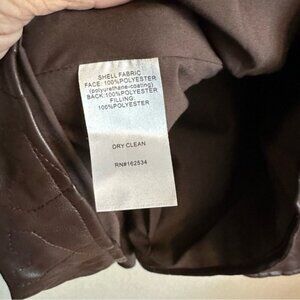 SHELL FABRIC
FACE: 100%POLYESTER
(polyurethane-coating)
BACK:100%POLYESTER
FILLING:
100%POLYESTER
DRY CLEAN
RN#162534